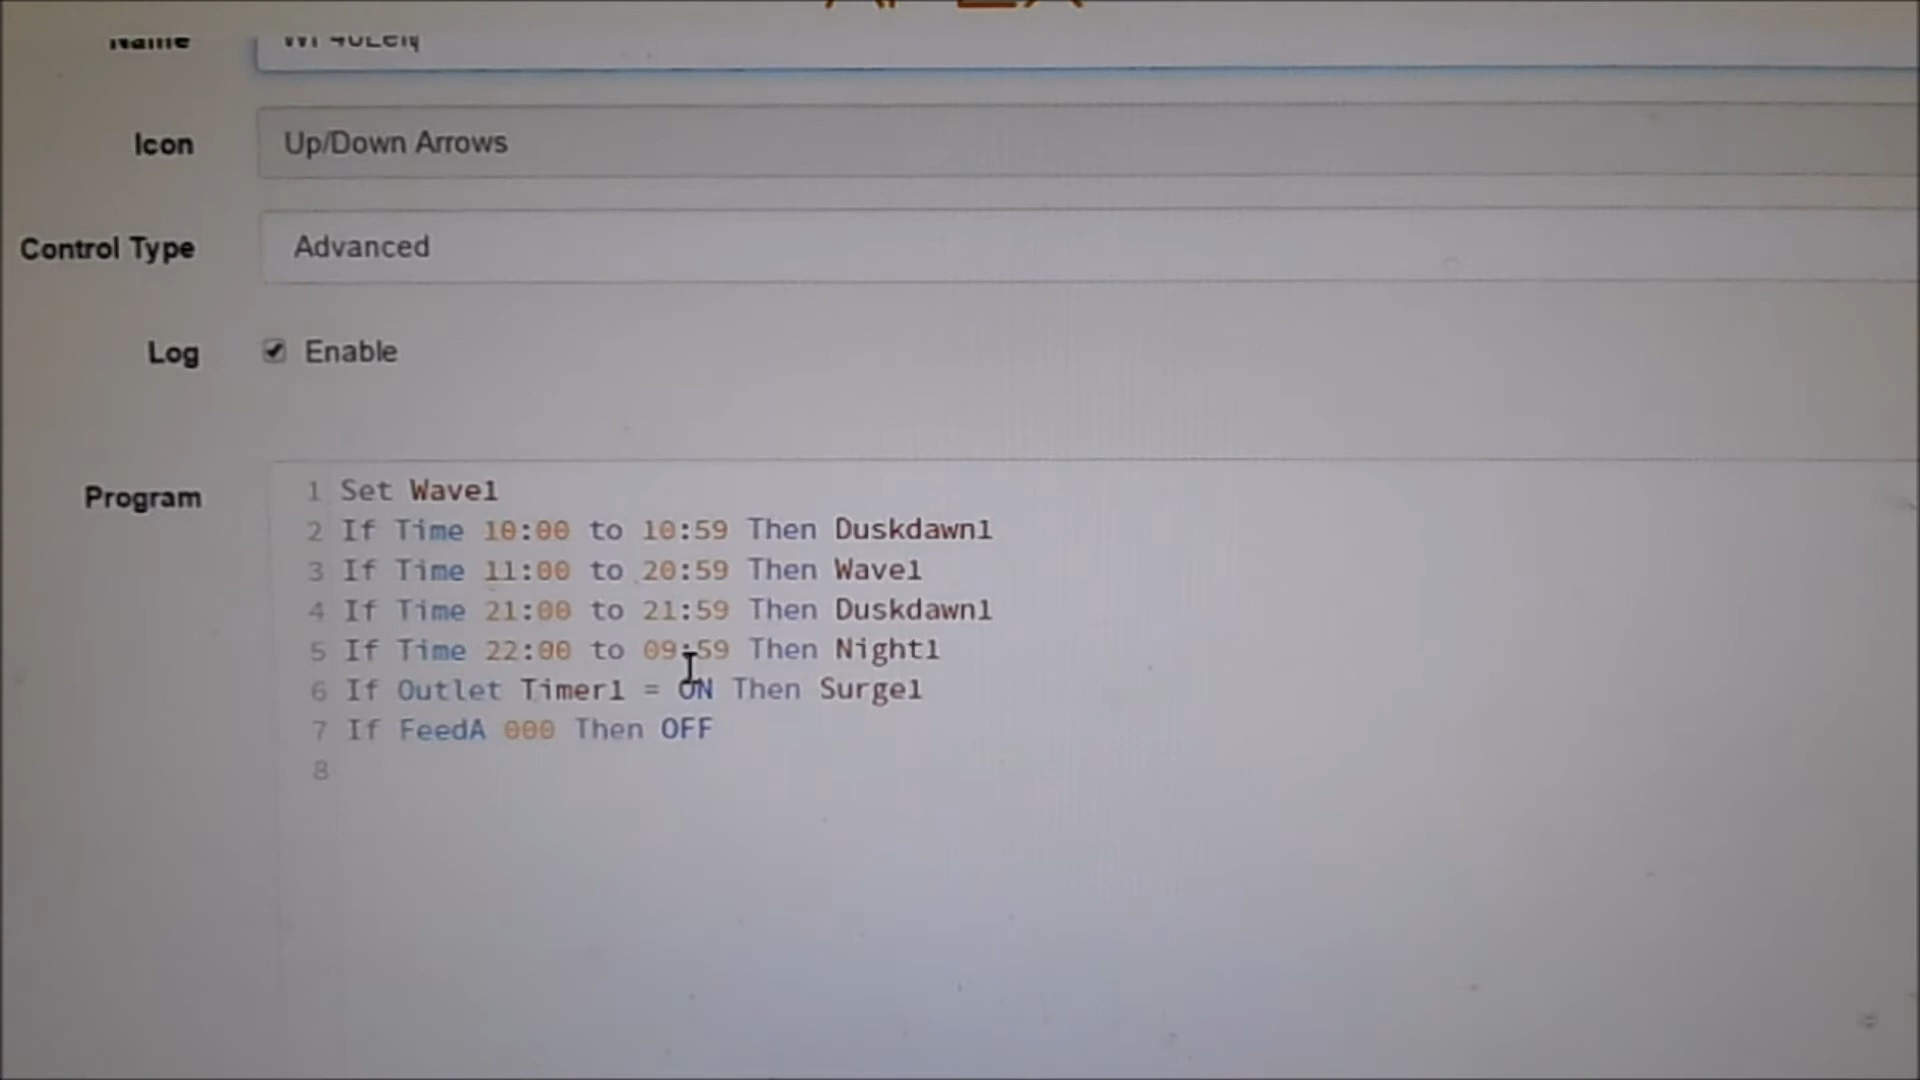 Name
Icon Up/Down Arrows
Control Type Advanced
Log Enable
Program
1 Set Wave1
2 If Time 10:00 to 10:59 Then Duskdawn1
3 If Time 11:00 to 20:59 Then Wave1
4 If Time 21:00 to 21:59 Then Duskdawn1
5 If Time 22:00 to 09:59 Then Night1
6 If Outlet Timer1 = ON Then Surge1
7 If FeedA 000 Then OFF
8